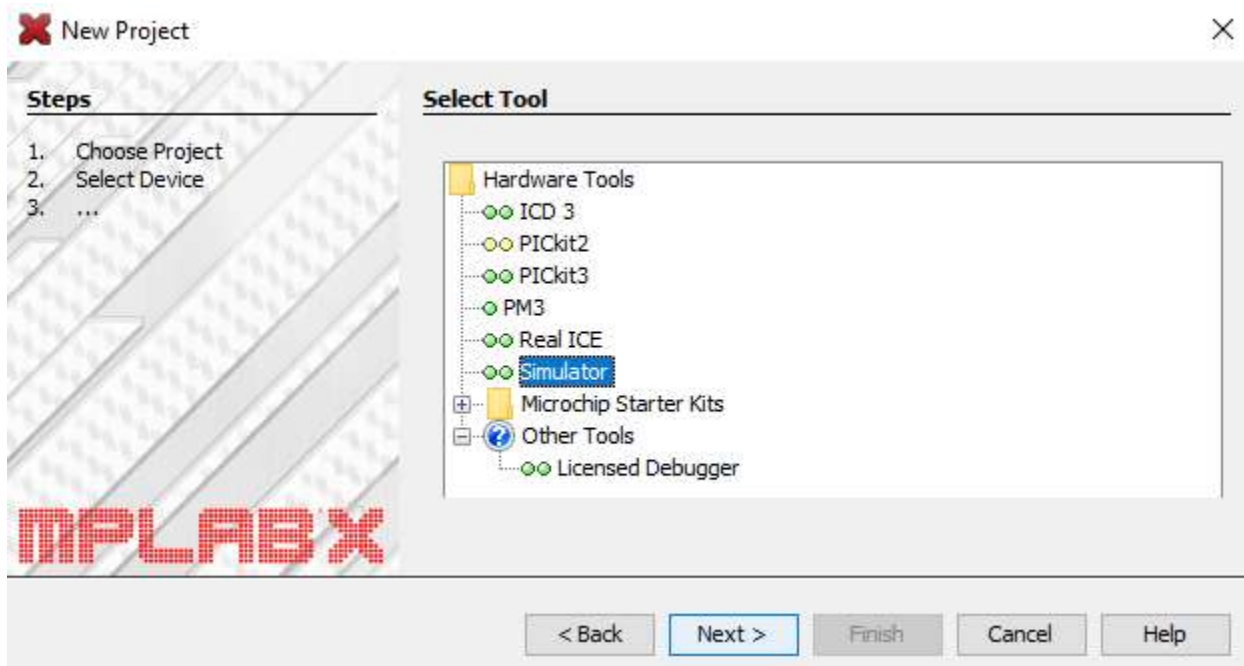 New Project
Steps
1. Choose Project
2. Select Device
3. ...
MPLAB X
Select Tool
Hardware Tools
ICD 3
PICkit2
PICkit3
PM3
Real ICE
Simulator
Microchip Starter Kits
Other Tools
Licensed Debugger
< Back Next > Finish Cancel Help